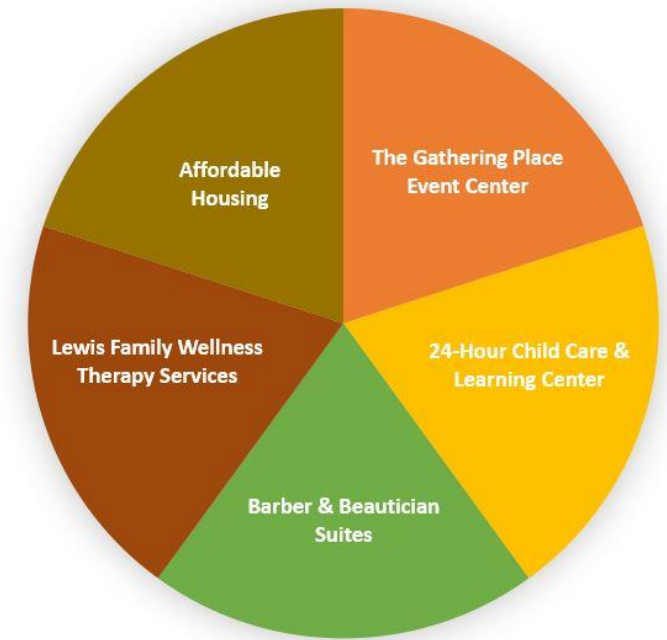 Affordable
Housing
The Gathering Place
Event Center
Lewis Family Wellness
Therapy Services
24-Hour Child Care &
Learning Center
Barber & Beautician
Suites